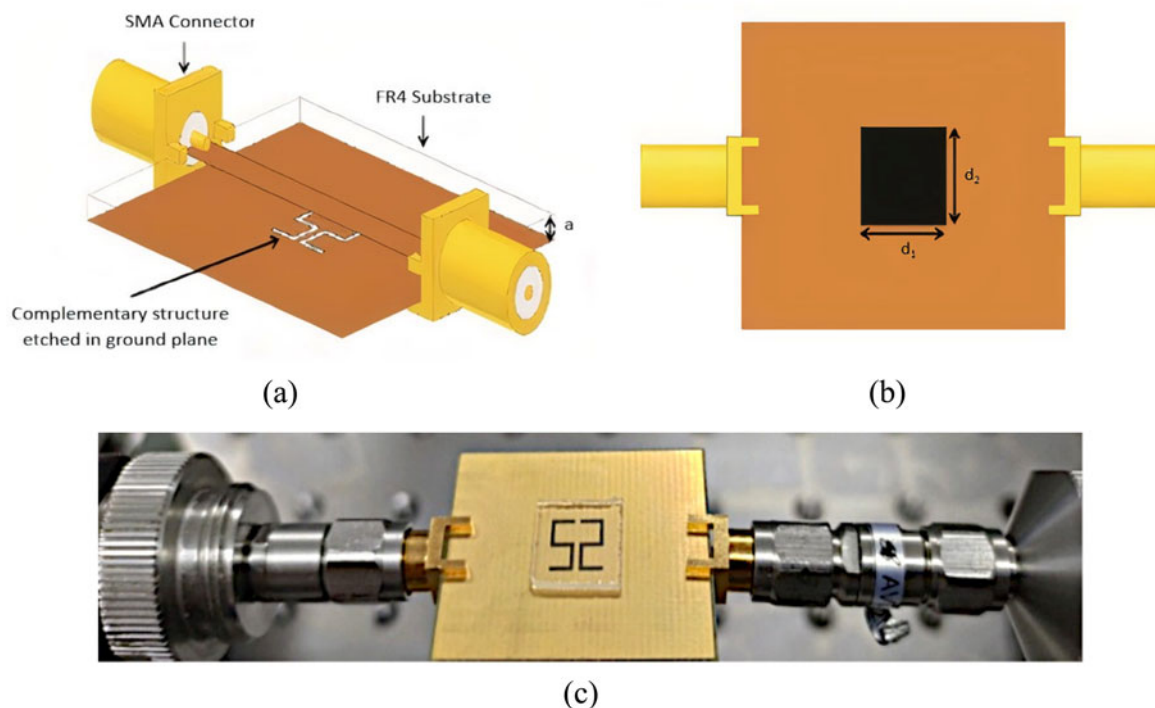 SMA Connector
FR4 Substrate
a
Complementary structure
etched in ground plane
(a)
d₂
d₁
(b)
(c)